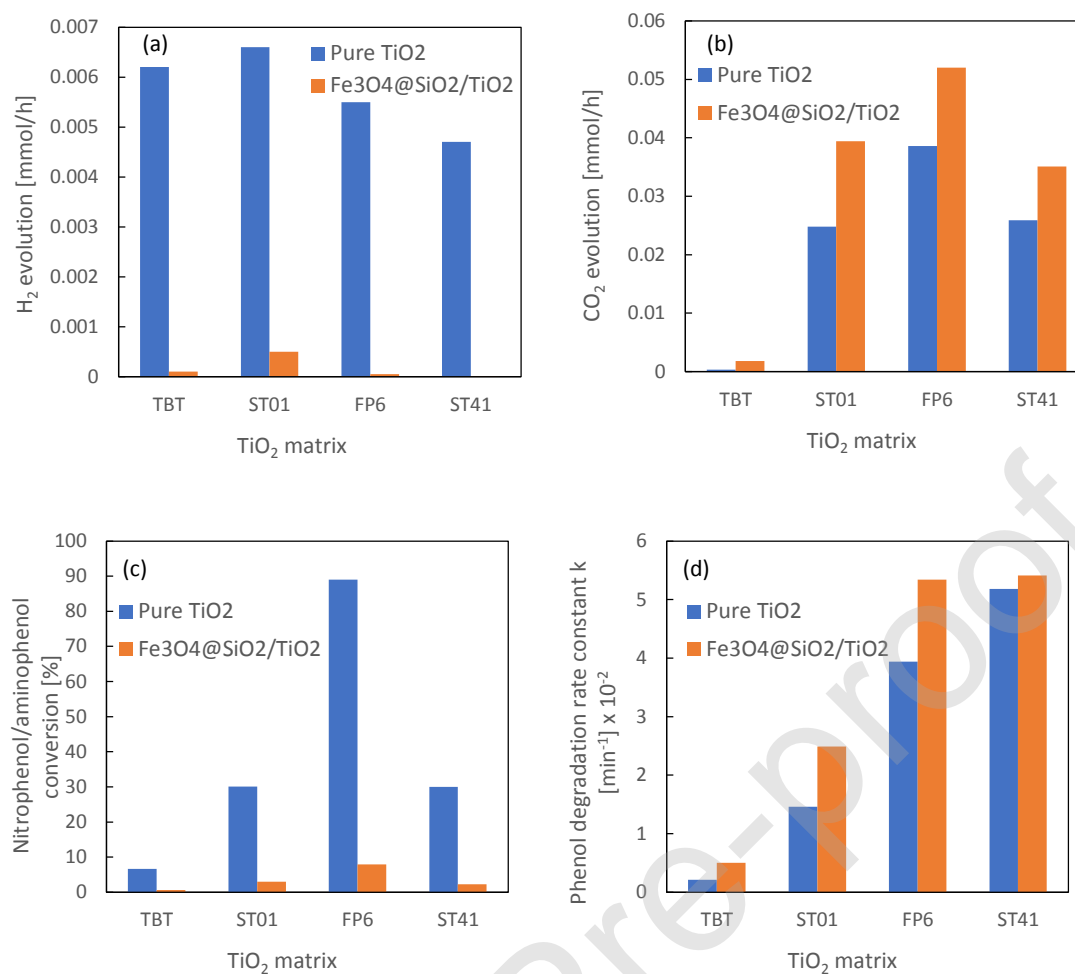 (a)
Pure TiO2
Fe3O4@SiO2/TiO2
H₂ evolution [mmol/h]
0.007
0.006
0.005
0.004
0.003
0.002
0.001
0
TBT ST01 FP6 ST41
TiO₂ matrix
(b)
Pure TiO2
Fe3O4@SiO2/TiO2
CO₂ evolution [mmol/h]
0.06
0.05
0.04
0.03
0.02
0.01
0
TBT ST01 FP6 ST41
TiO₂ matrix
(c)
Pure TiO2
Fe3O4@SiO2/TiO2
Nitrophenol/aminophenol
conversion [%]
100
90
80
70
60
50
40
30
20
10
0
TBT ST01 FP6 ST41
TiO₂ matrix
(d)
Pure TiO2
Fe3O4@SiO2/TiO2
Phenol degradation rate constant k
[min⁻¹] x 10⁻²
6
5
4
3
2
1
0
TBT ST01 FP6 ST41
TiO₂ matrix
Pre-proof